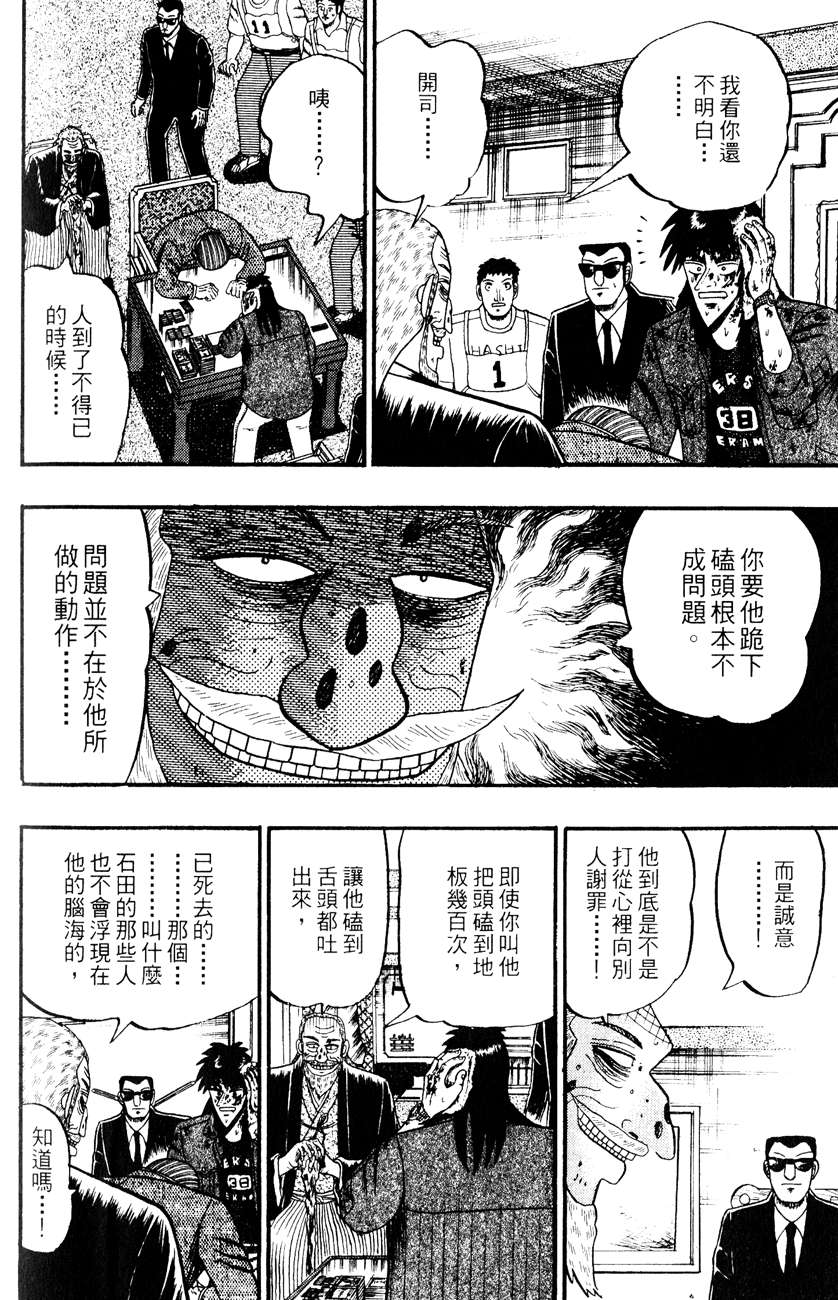 我看你還
不明白…
……
開司
……
HASHI
1
ERS
38
ERAM
11
咦……?
人到了不得已
的時候……
你要他跪下
磕頭根本不
成問題。
問題並不在於他所
做的動作………
而是誠意
……!
他到底是不是
打從心裡向別
人謝罪……!
即使你叫他
把頭磕到地
板幾百次,
讓他磕到
舌頭都吐
出來,
已死去的……
………那個…
………叫什麼
石田的那些人
也不會浮現在
他的腦海的,
ERS
38
ERAM
知道嗎…!